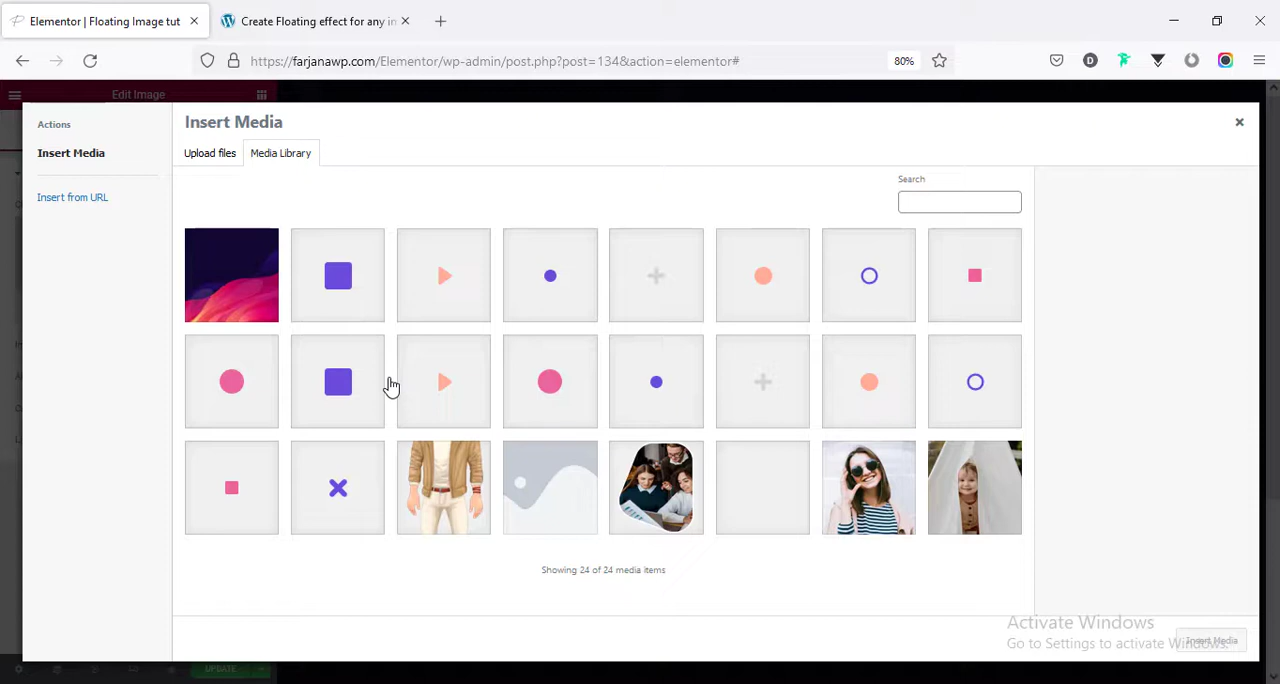 Elementor | Floating Image tut
Create Floating effect for any in
https://farjanawp.com/Elementor/wp-admin/post.php?post=134&action=elementor#
80%
Edit Image
Actions
Insert Media
Insert from URL
Insert Media
Upload files
Media Library
Search
Showing 24 of 24 media items
Activate Windows
Go to Settings to activate Windows.
Insert Media
UPDATE